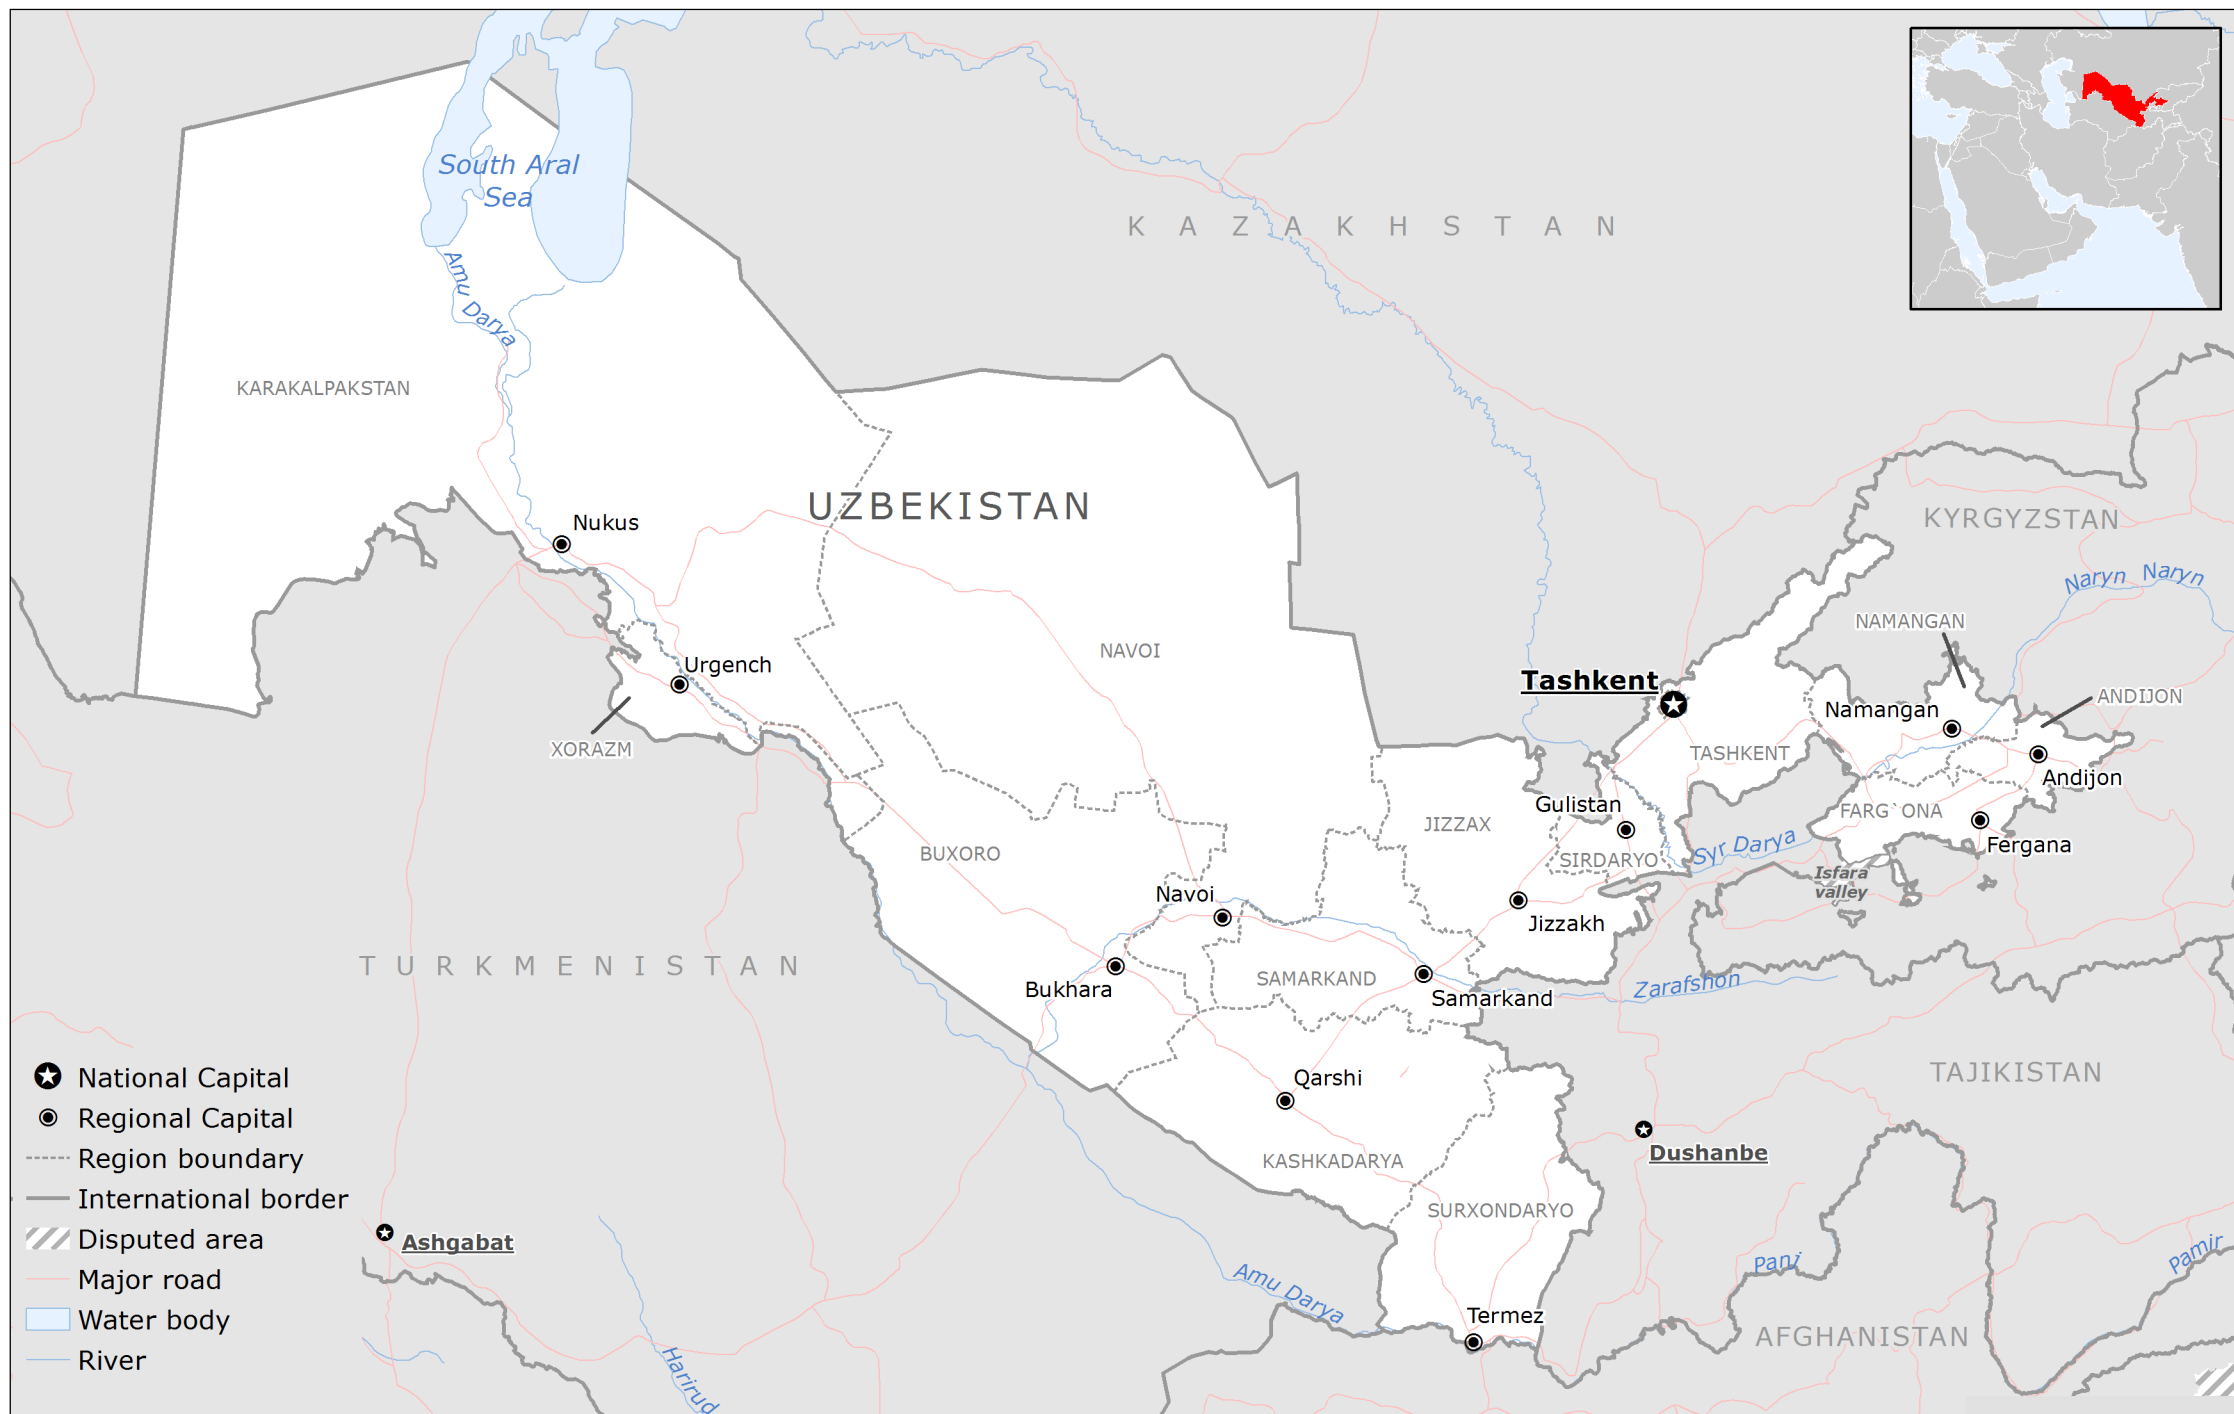 South Aral
Sea
KAZAKHSTAN
Amu Darya
KARAKALPAKSTAN
UZBEKISTAN
KYRGYZSTAN
Nukus
Naryn
Naryn
NAMANGAN
NAVOI
Urgench
Tashkent
ANDIJON
Namangan
XORAZM
TASHKENT
Andijon
Gulistan
FARG`ONA
JIZZAX
Syr Darya
Fergana
BUXORO
SIRDARYO
Isfara
valley
Navoi
Jizzakh
TURKMENISTAN
SAMARKAND
Bukhara
Samarkand
Zarafshon
TAJIKISTAN
Qarshi
Dushanbe
KASHKADARYA
SURXONDARYO
Ashgabat
Panj
Pamir
Amu Darya
Termez
AFGHANISTAN
Harirud
National Capital
Regional Capital
Region boundary
International border
Disputed area
Major road
Water body
River